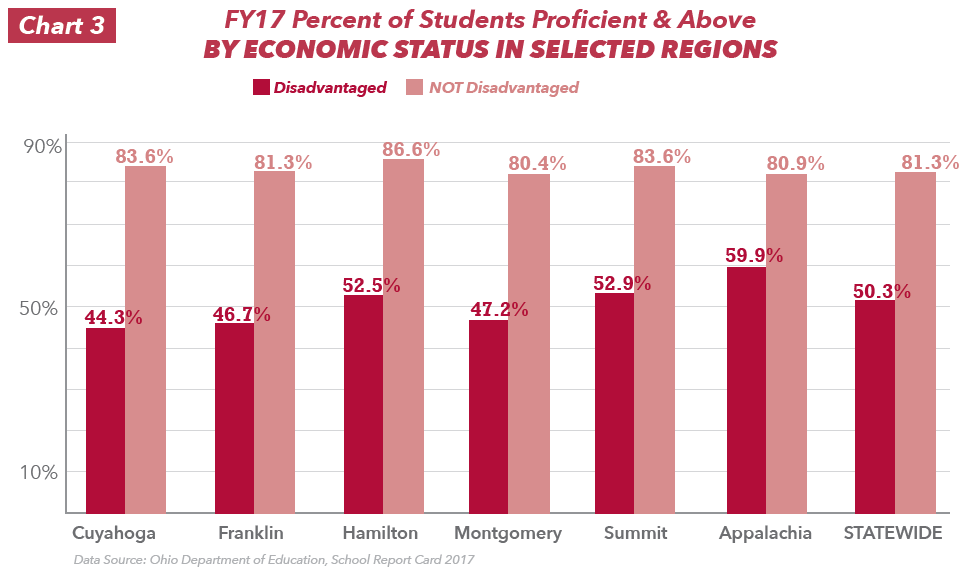 Chart 3
FY17 Percent of Students Proficient & Above
BY ECONOMIC STATUS IN SELECTED REGIONS
Disadvantaged NOT Disadvantaged
90%
50%
10%
44.3% 83.6%
46.7% 81.3%
52.5% 86.6%
47.2% 80.4%
52.9% 83.6%
59.9% 80.9%
50.3% 81.3%
Cuyahoga Franklin Hamilton Montgomery Summit Appalachia STATEWIDE
Data Source: Ohio Department of Education, School Report Card 2017